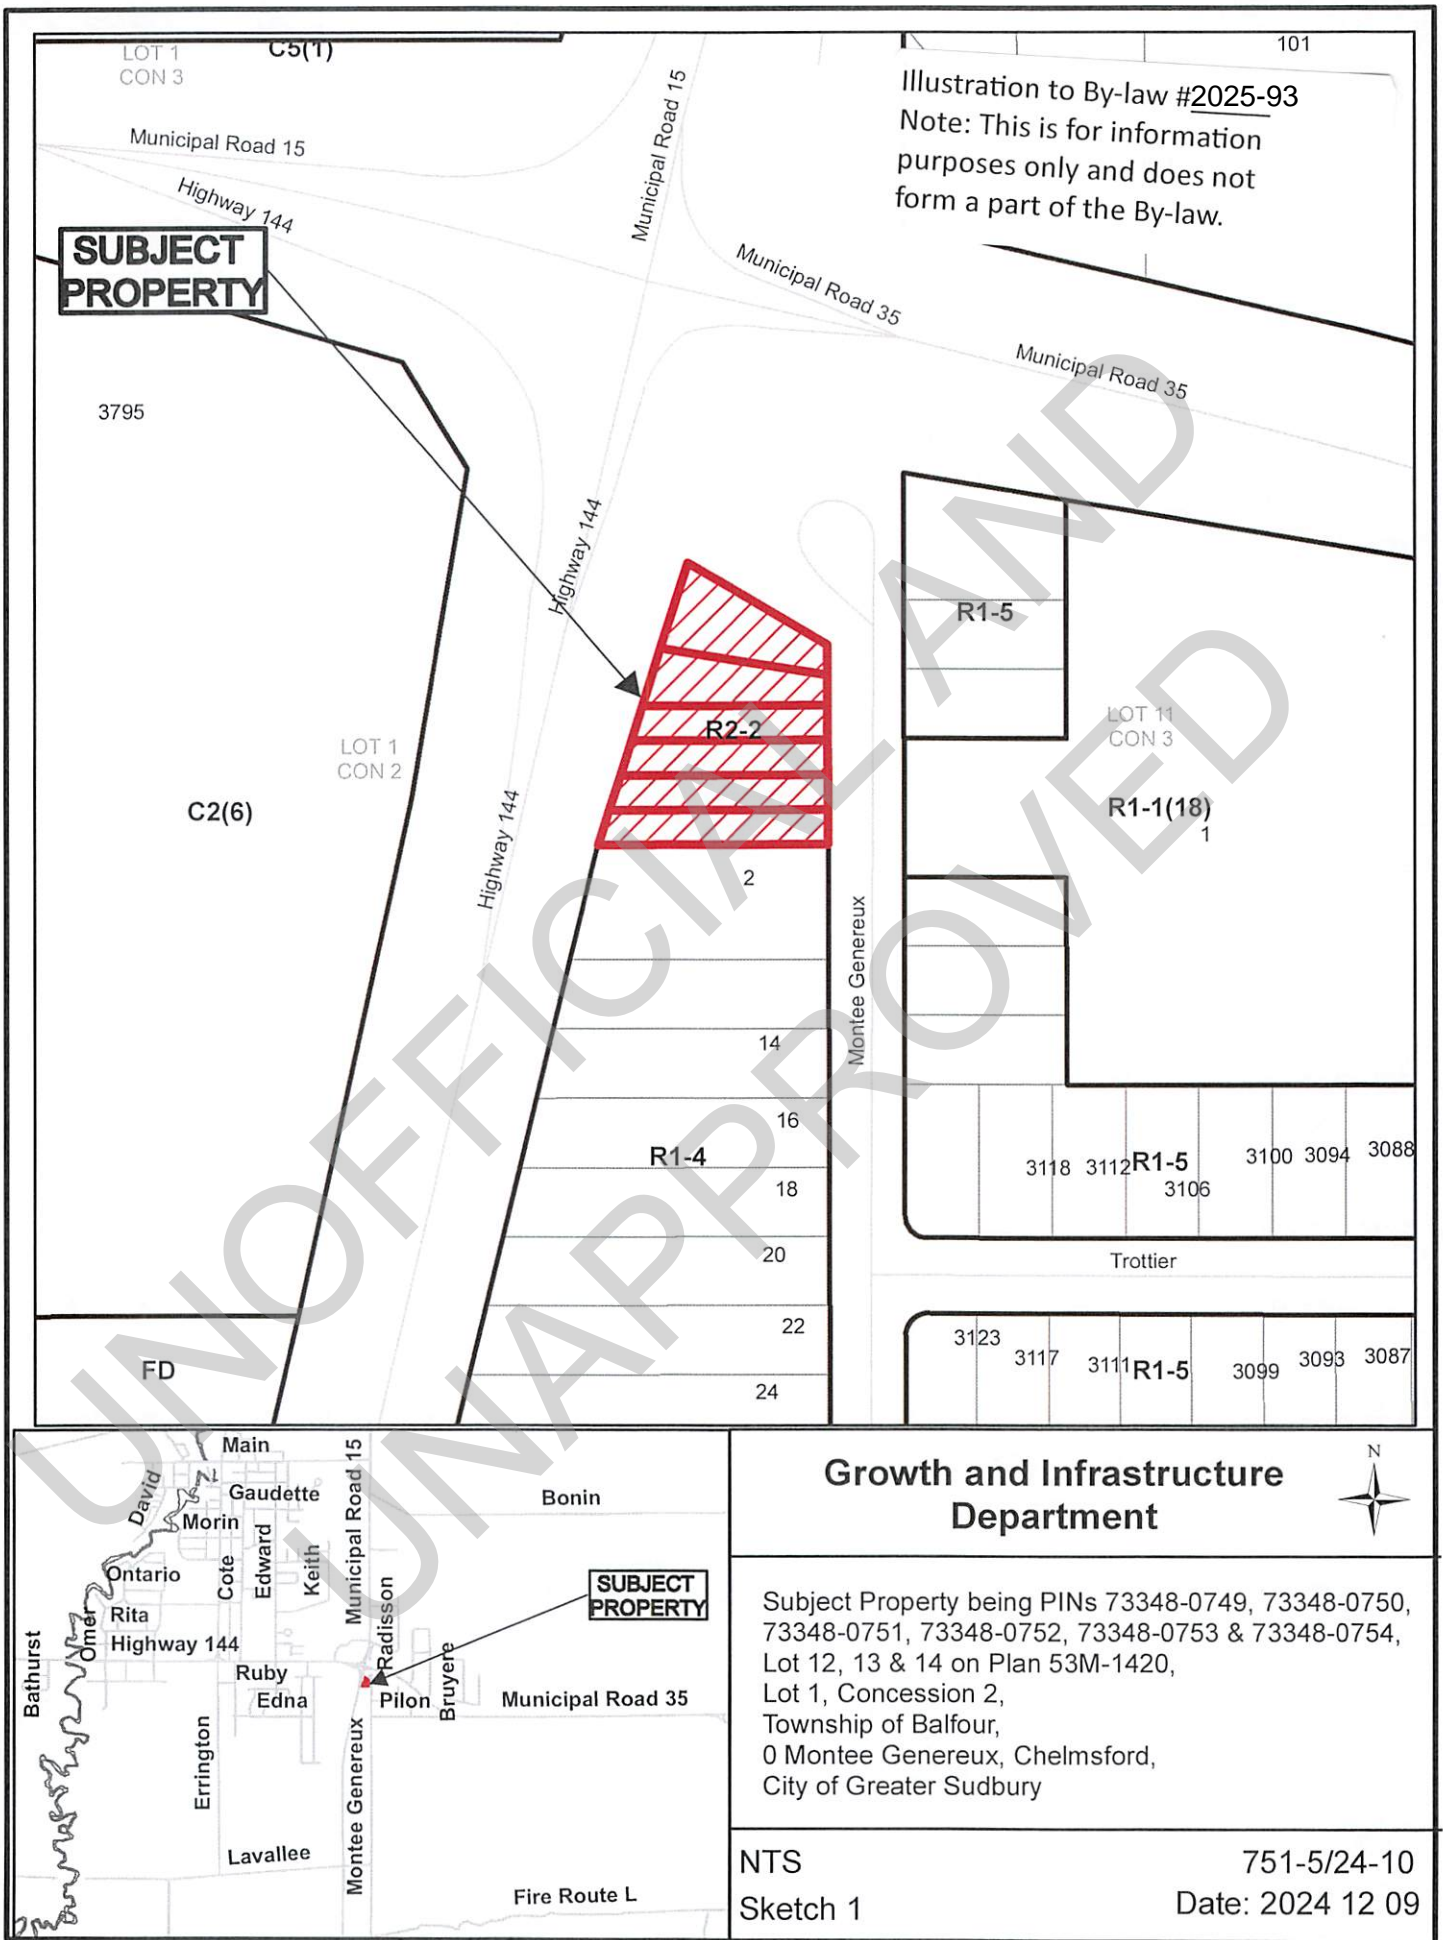 LOT 1
CON 3
C5(1)
101
Illustration to By-law #2025-93
Note: This is for information
purposes only and does not
form a part of the By-law.
Municipal Road 15
Municipal Road 15
Highway 144
SUBJECT
PROPERTY
Municipal Road 35
Municipal Road 35
3795
Highway 144
R1-5
R2-2
LOT 11
CON 3
LOT 1
CON 2
C2(6)
R1-1(18)
1
Highway 144
2
Montee Genereux
14
16
R1-4
18
20
22
24
3118
3112
R1-5
3106
3100
3094
3088
Trottier
3123
3117
3111
R1-5
3099
3093
3087
FD
UNOFFICIAL AND
UNAPPROVED
Main
David
Gaudette
Morin
Municipal Road 15
Bonin
Ontario
Cote
Edward
Keith
SUBJECT
PROPERTY
Rita
Omer
Highway 144
Radisson
Bathurst
Ruby
Edna
Pilon
Bruyere
Municipal Road 35
Errington
Montee Genereux
Lavallee
Fire Route L
Growth and Infrastructure
Department
N
Subject Property being PINs 73348-0749, 73348-0750,
73348-0751, 73348-0752, 73348-0753 & 73348-0754,
Lot 12, 13 & 14 on Plan 53M-1420,
Lot 1, Concession 2,
Township of Balfour,
0 Montee Genereux, Chelmsford,
City of Greater Sudbury
NTS
751-5/24-10
Sketch 1
Date: 2024 12 09